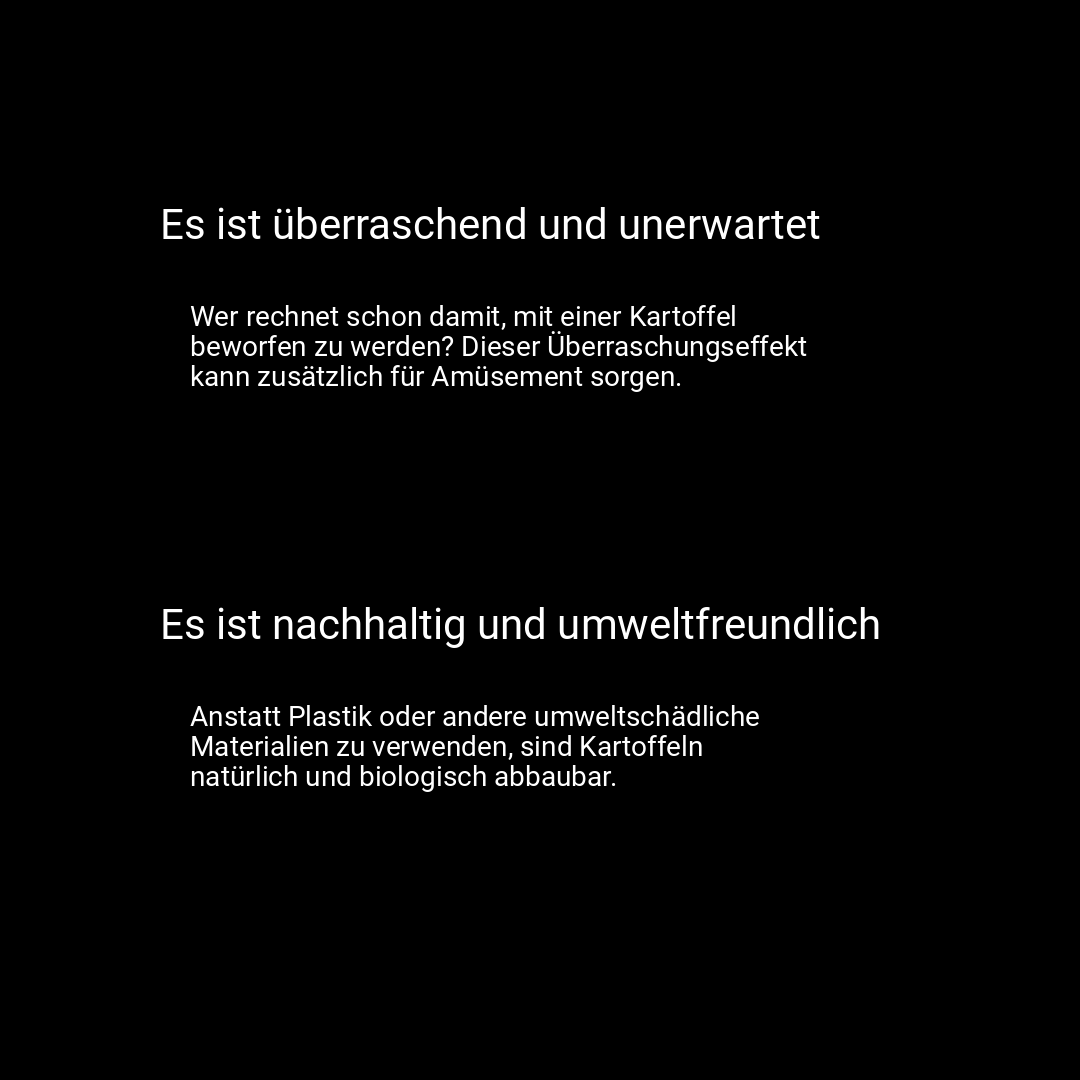 Es ist überraschend und unerwartet
Wer rechnet schon damit, mit einer Kartoffel
beworfen zu werden? Dieser Überraschungseffekt
kann zusätzlich für Amüsement sorgen.
Es ist nachhaltig und umweltfreundlich
Anstatt Plastik oder andere umweltschädliche
Materialien zu verwenden, sind Kartoffeln
natürlich und biologisch abbaubar.